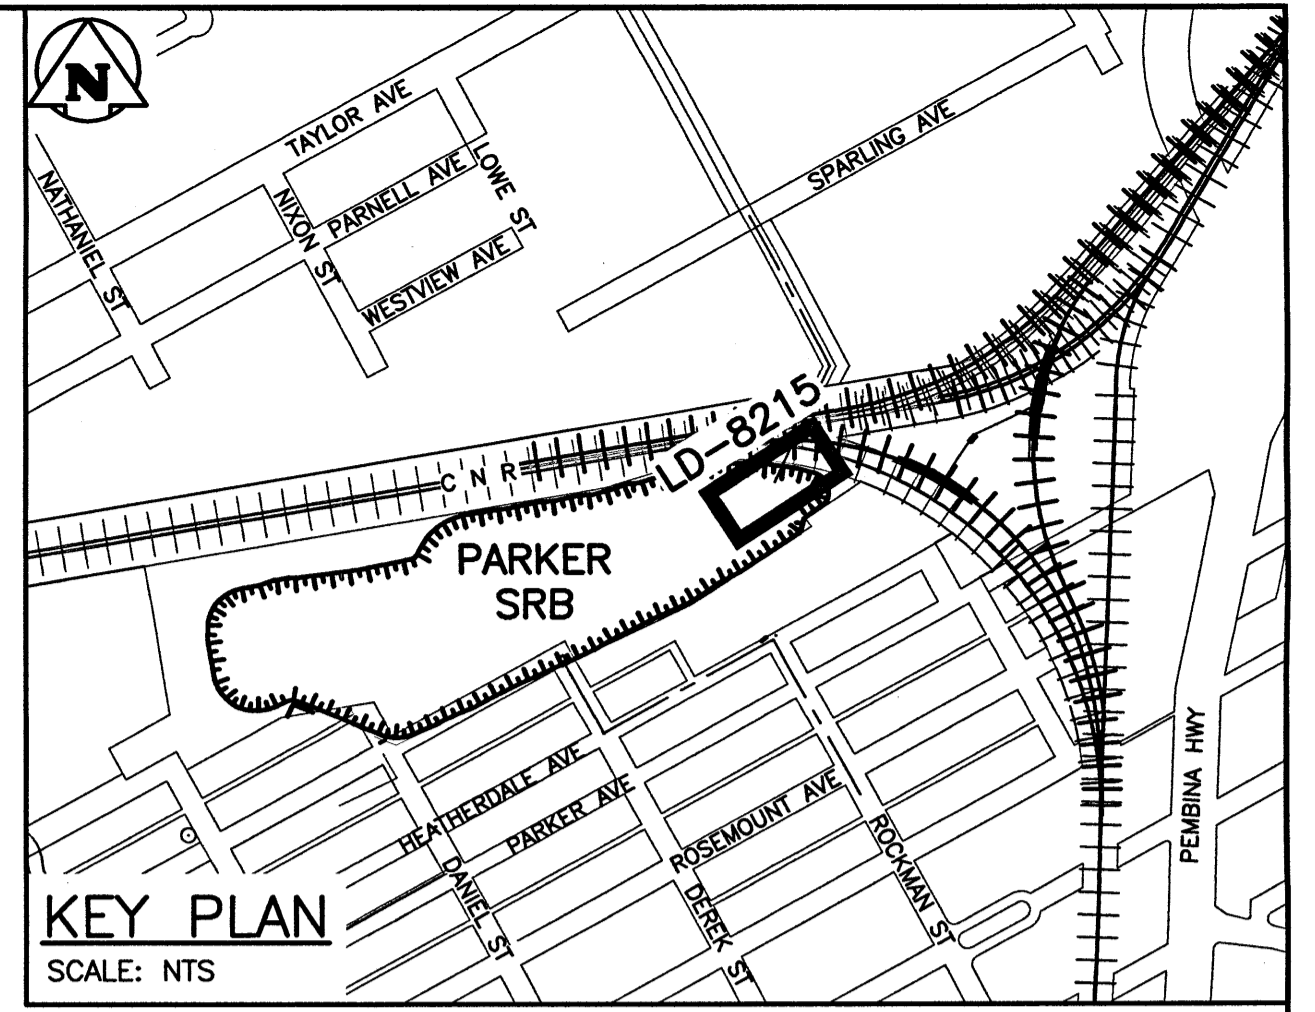 N
TAYLOR AVE
SPARLING AVE
LOWE ST
PARNELL AVE
NATHANIEL ST
NIXON ST
WESTVIEW AVE
LD-8215
C N R
PARKER
SRB
HEATHERDALE AVE
PARKER AVE
ROSEMOUNT AVE
PEMBINA HWY
DANIEL ST
DEREK ST
ROCKMAN ST
KEY PLAN
SCALE: NTS